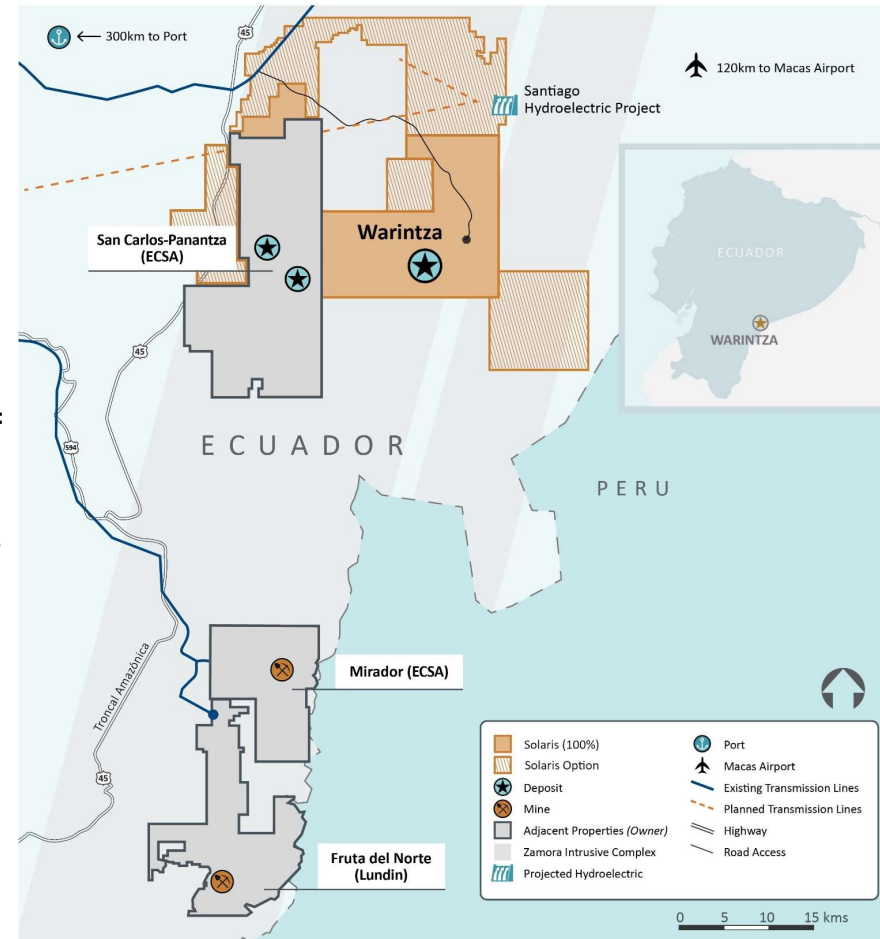 300km to Port
45
120km to Macas Airport
Santiago
Hydroelectric Project
San Carlos-Panantza
(ECSA)
Warintza
ECUADOR
WARINTZA
45
:
594
ECUADOR
PERU
Troncal Amazónica
Mirador (ECSA)
45
Fruta del Norte
(Lundin)
Solaris (100%)
Solaris Option
Deposit
Mine
Adjacent Properties (Owner)
Zamora Intrusive Complex
Projected Hydroelectric
Port
Macas Airport
Existing Transmission Lines
Planned Transmission Lines
Highway
Road Access
0 5 10 15 kms